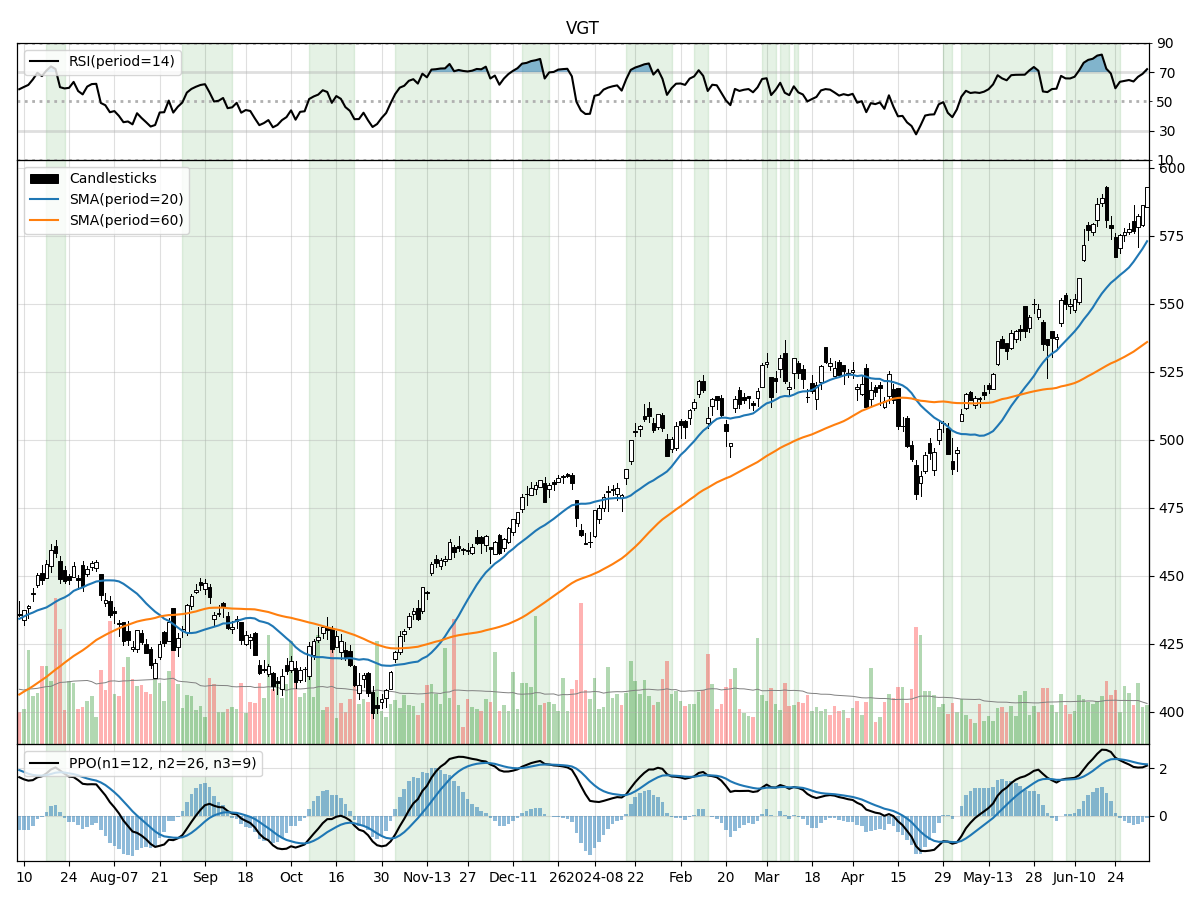 VGT
RSI(period=14)
90
70
50
30
10
Candlesticks
SMA(period=20)
SMA(period=60)
600
575
550
525
500
475
450
425
400
PPO(n1=12, n2=26, n3=9)
2
0
10 24 Aug-07 21 Sep 18 Oct 16 30 Nov-13 27 Dec-11 26 2024-08 22 Feb 20 Mar 18 Apr 15 29 May-13 28 Jun-10 24